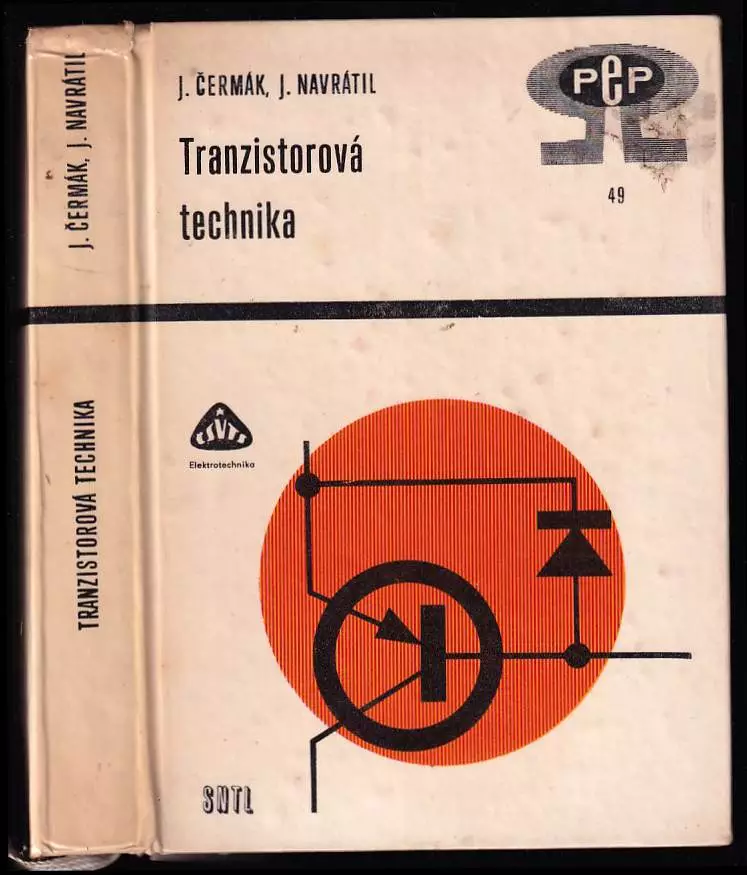 J. ČERMÁK, J. NAVRÁTIL
TRANZISTOROVÁ TECHNIKA
J. ČERMÁK, J. NAVRÁTIL
Tranzistorová
technika
PeP
49
ČSVTS
Elektrotechnika
SNTL